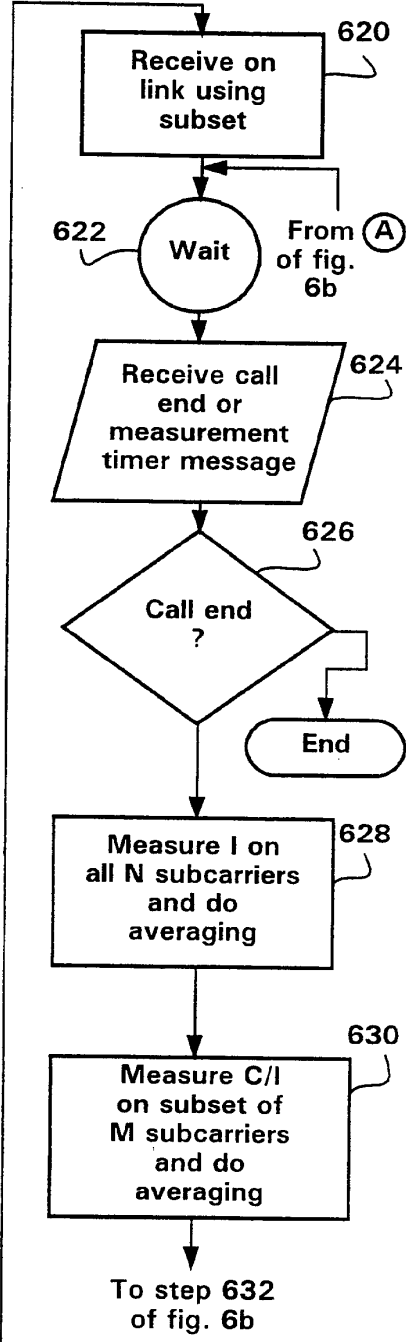 620
Receive on
link using
subset
622
Wait
From A
of fig.
6b
624
Receive call
end or
measurement
timer message
626
Call end
?
End
628
Measure I on
all N subcarriers
and do
averaging
630
Measure C/I
on subset of
M subcarriers
and do
averaging
To step 632
of fig. 6b